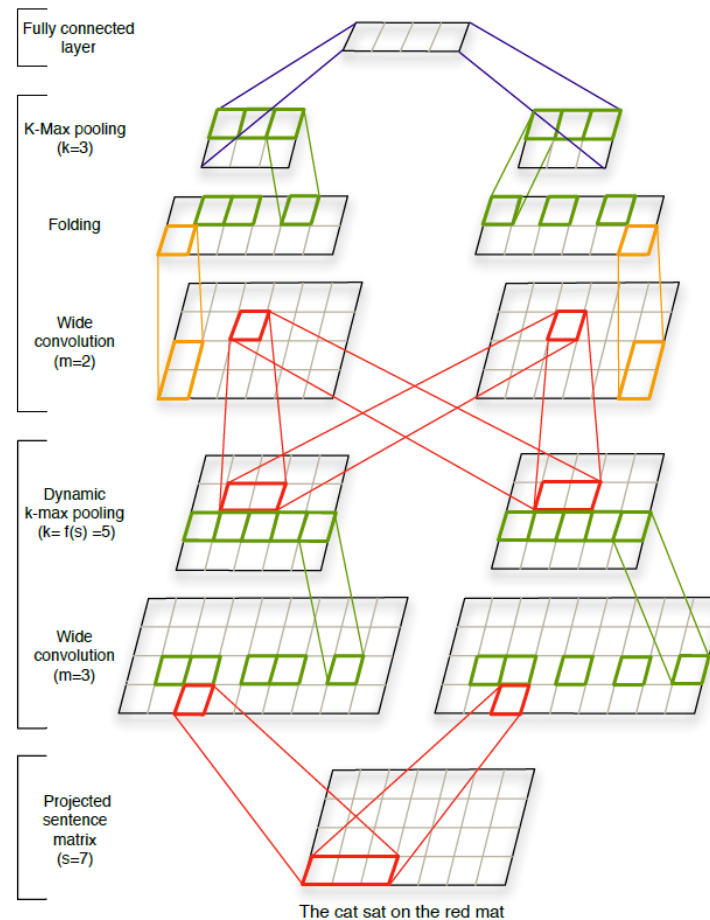 Fully connected
layer
K-Max pooling
(k=3)
Folding
Wide
convolution
(m=2)
Dynamic
k-max pooling
(k= f(s) =5)
Wide
convolution
(m=3)
Projected
sentence
matrix
(s=7)
The cat sat on the red mat